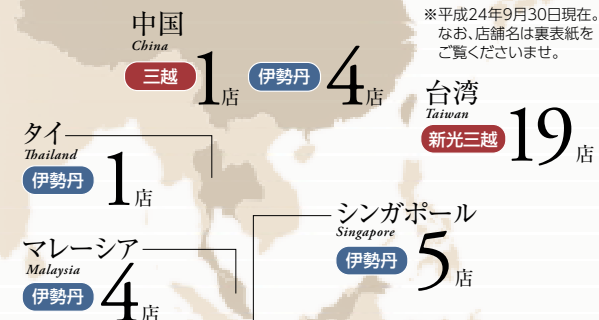 中国
China
三越 1店 伊勢丹 4店
※平成24年9月30日現在。
なお、店舗名は裏表紙を
ご覧くださいませ。
台湾
Taiwan
新光三越 19店
タイ
Thailand
伊勢丹 1店
シンガポール
Singapore
伊勢丹 5店
マレーシア
Malaysia
伊勢丹 4店